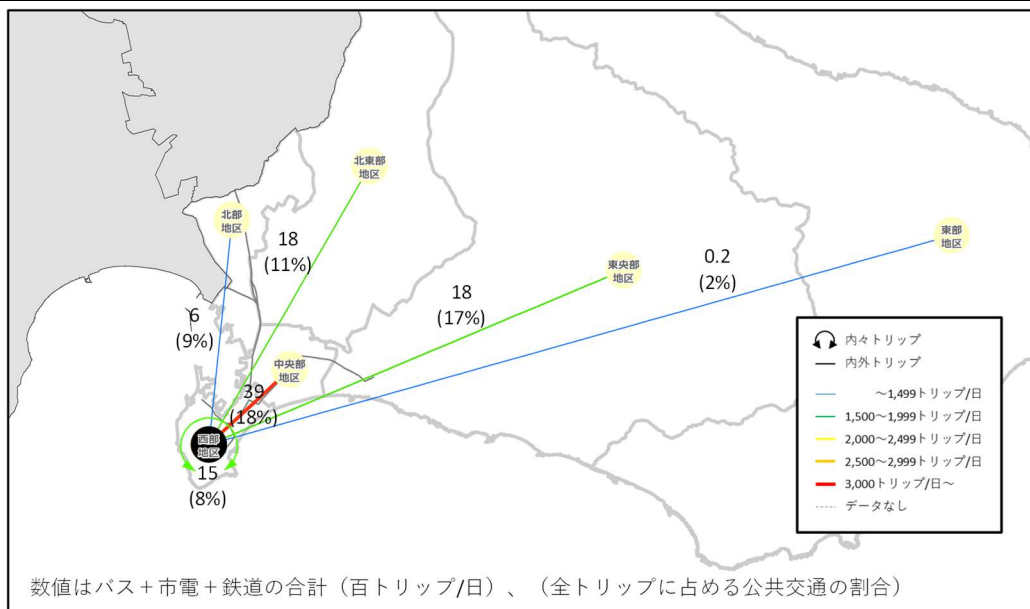 北東部
地区
北部
地区
18
(11%)
東部
地区
0.2
(2%)
東央部
地区
18
(17%)
6
(9%)
中央部
地区
39
(18%)
西部
地区
15
(8%)
内々トリップ
内外トリップ
～1,499トリップ/日
1,500～1,999トリップ/日
2,000～2,499トリップ/日
2,500～2,999トリップ/日
3,000トリップ/日～
データなし
数値はバス＋市電＋鉄道の合計（百トリップ/日）、（全トリップに占める公共交通の割合）